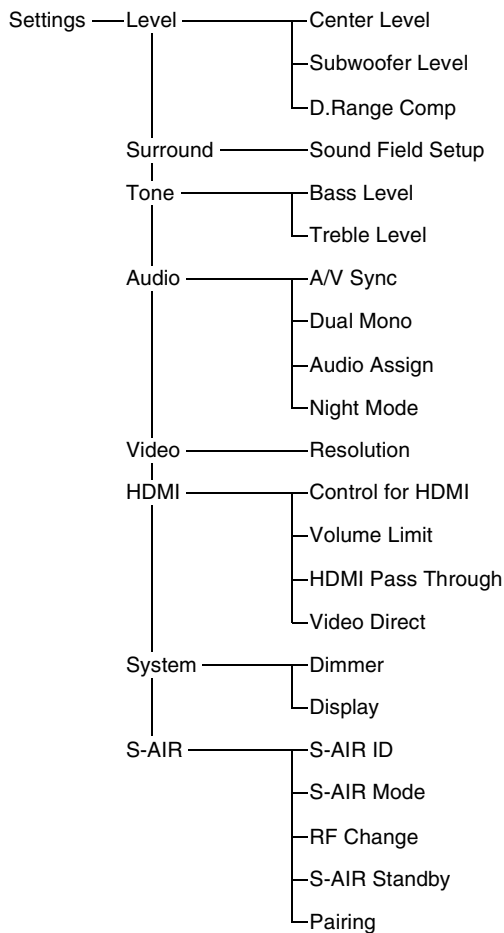 Settings Level Center Level
Subwoofer Level
D.Range Comp
Surround Sound Field Setup
Tone Bass Level
Treble Level
Audio A/V Sync
Dual Mono
Audio Assign
Night Mode
Video Resolution
HDMI Control for HDMI
Volume Limit
HDMI Pass Through
Video Direct
System Dimmer
Display
S-AIR S-AIR ID
S-AIR Mode
RF Change
S-AIR Standby
Pairing